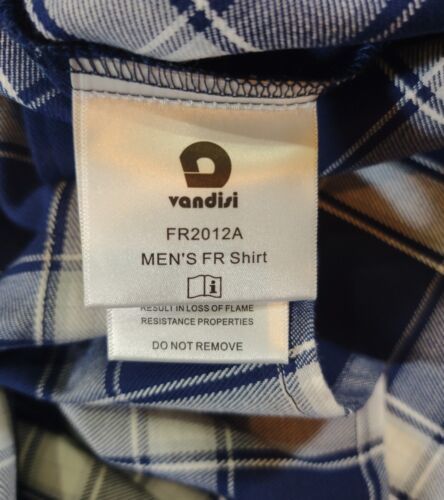 vandisi
FR2012A
MEN'S FR Shirt
RESULT IN LOSS OF FLAME
RESISTANCE PROPERTIES
DO NOT REMOVE